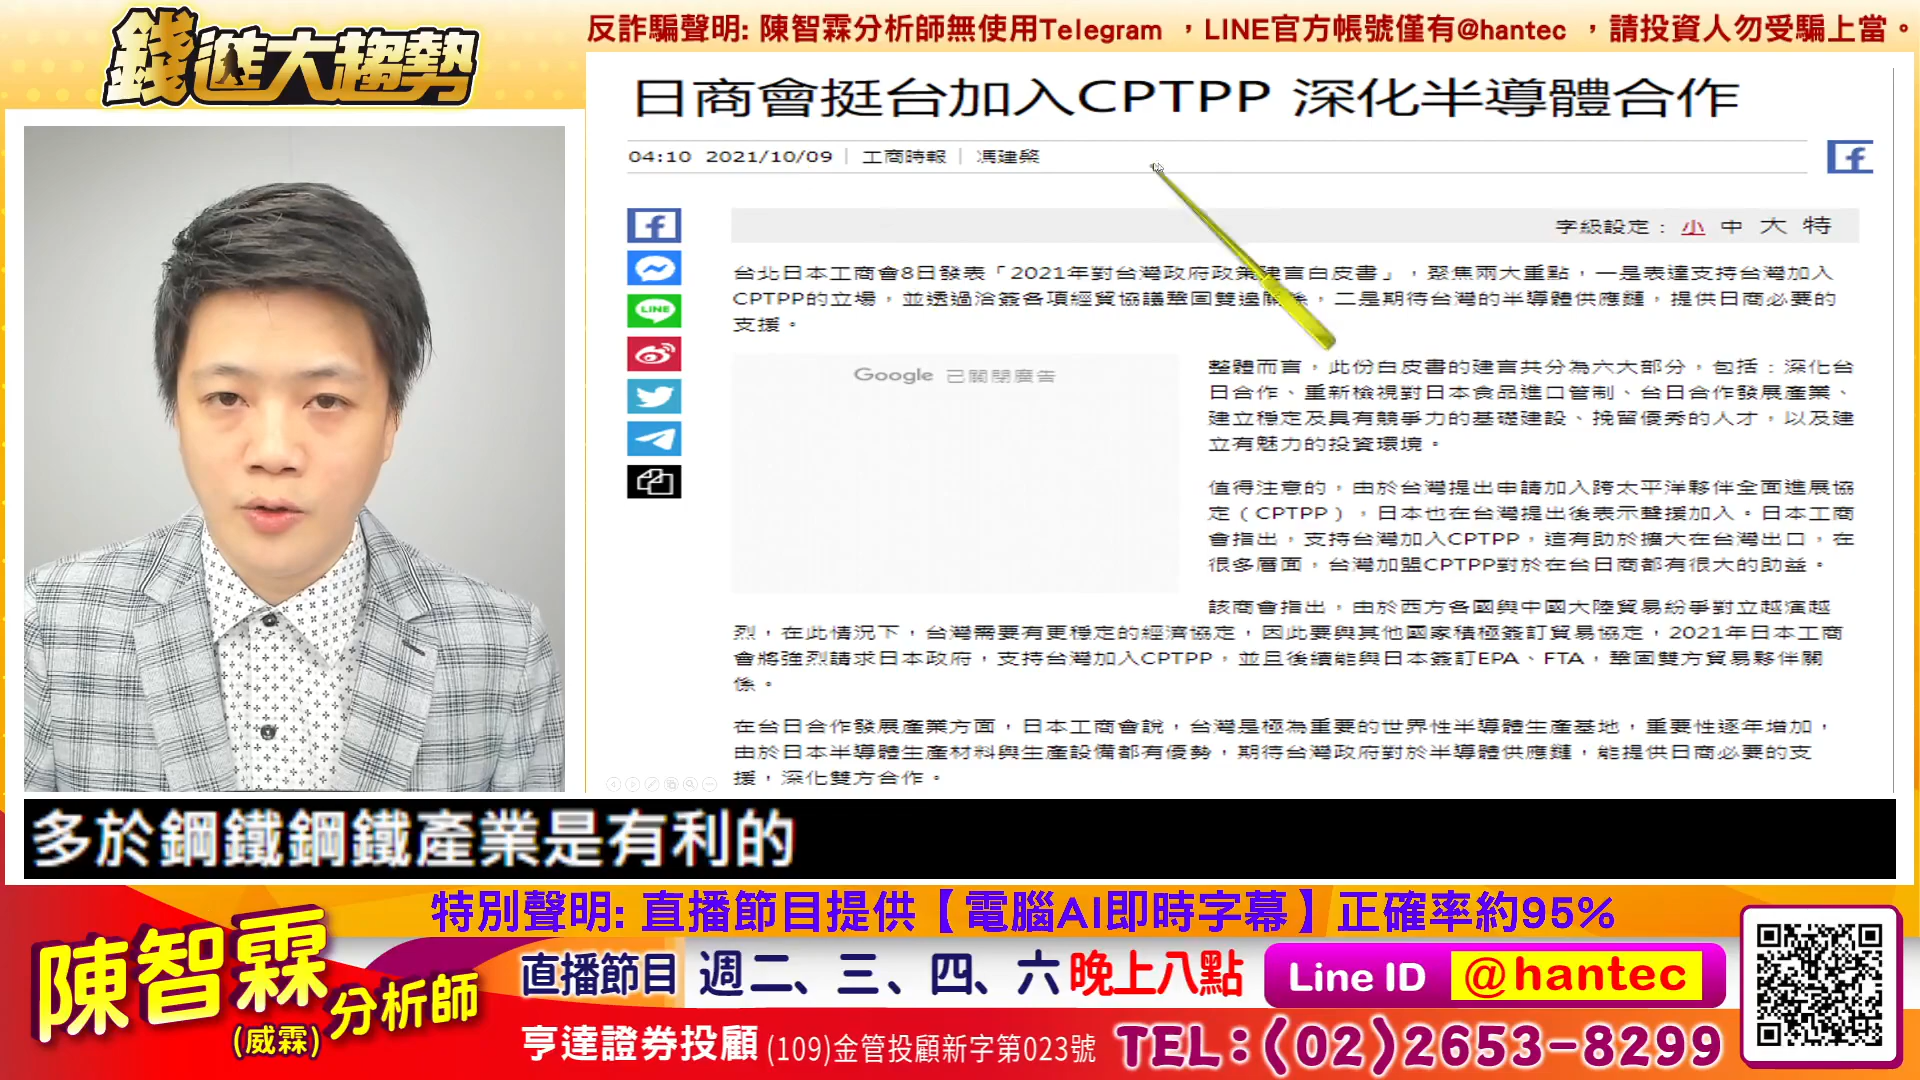 錢進大趨勢
反詐騙聲明: 陳智霖分析師無使用Telegram ，LINE官方帳號僅有@hantec ，請投資人勿受騙上當。
日商會挺台加入CPTPP 深化半導體合作
04:10 2021/10/09 | 工商時報 | 馮建棨
字級設定： 小 中 大 特
LINE
台北日本工商會8日發表「2021年對台灣政府政策建言白皮書」，聚焦兩大重點，一是表達支持台灣加入
CPTPP的立場，並透過洽簽各項經貿協議鞏固雙邊關係，二是期待台灣的半導體供應鏈，提供日商必要的
支援。
Google 已關閉廣告
整體而言，此份白皮書的建言共分為六大部分，包括：深化台
日合作、重新檢視對日本食品進口管制、台日合作發展產業、
建立穩定及具有競爭力的基礎建設、挽留優秀的人才，以及建
立有魅力的投資環境。
值得注意的，由於台灣提出申請加入跨太平洋夥伴全面進展協
定（CPTPP），日本也在台灣提出後表示聲援加入。日本工商
會指出，支持台灣加入CPTPP，這有助於擴大在台灣出口，在
很多層面，台灣加盟CPTPP對於在台日商都有很大的助益。
該商會指出，由於西方各國與中國大陸貿易紛爭對立越演越
烈，在此情況下，台灣需要有更穩定的經濟協定，因此要與其他國家積極簽訂貿易協定，2021年日本工商
會將強烈請求日本政府，支持台灣加入CPTPP，並且後續能與日本簽訂EPA、FTA，鞏固雙方貿易夥伴關
係。
在台日合作發展產業方面，日本工商會說，台灣是極為重要的世界性半導體生產基地，重要性逐年增加，
由於日本半導體生產材料與生產設備都有優勢，期待台灣政府對於半導體供應鏈，能提供日商必要的支
援，深化雙方合作。
多於鋼鐵鋼鐵產業是有利的
特別聲明: 直播節目提供【電腦AI即時字幕】正確率約95%
陳智霖 分析師
(威霖)
直播節目 週二、三、四、六 晚上八點
Line ID @hantec
亨達證券投顧 (109)金管投顧新字第023號 TEL:(02)2653-8299